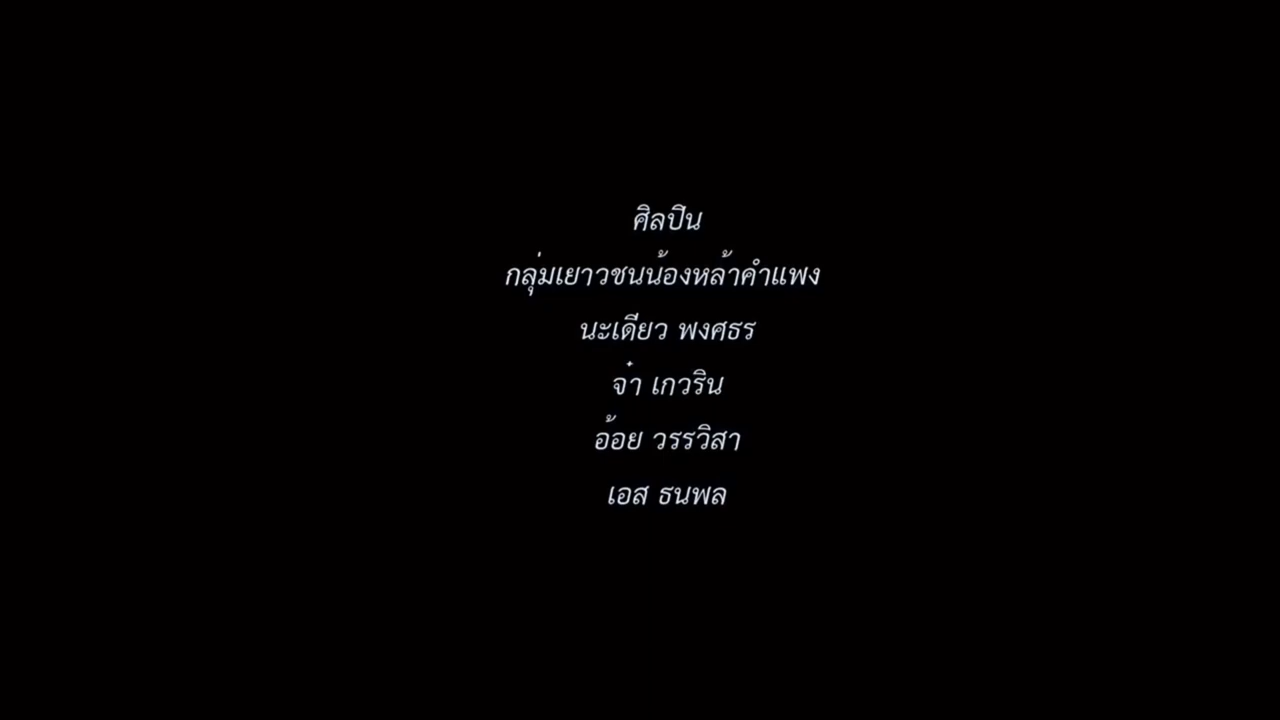 ศิลปิน
กลุ่มเยาวชนน้องหล้าคำแพง
นะเดียว พงศธร
จ๋า เกวริน
อ้อย วรรวิสา
เอส ธนพล